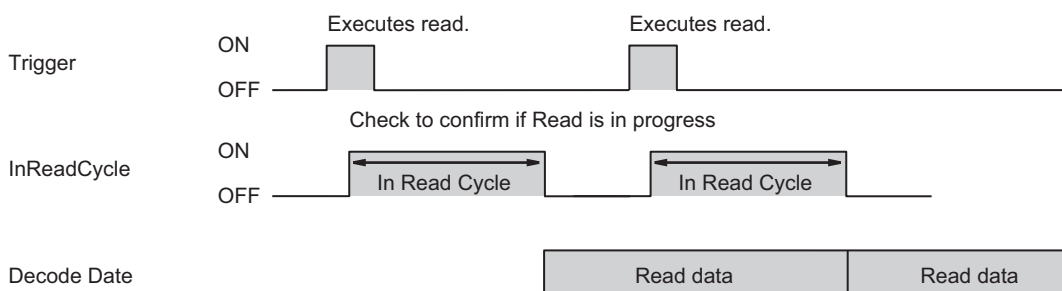 Executes read. Executes read.
ON
Trigger
OFF
Check to confirm if Read is in progress
ON
InReadCycle
In Read Cycle In Read Cycle
OFF
Decode Date Read data Read data